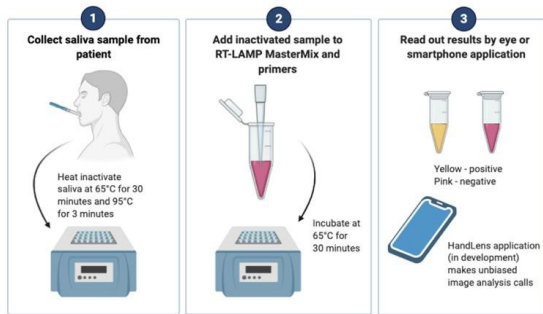 1
Collect saliva sample from
patient
Heat inactivate
saliva at 65°C for 30
minutes and 95°C
for 3 minutes
2
Add inactivated sample to
RT-LAMP MasterMix and
primers
Incubate at
65°C for
30 minutes
3
Read out results by eye or
smartphone application
Yellow - positive
Pink - negative
HandLens application
(in development)
makes unbiased
image analysis calls